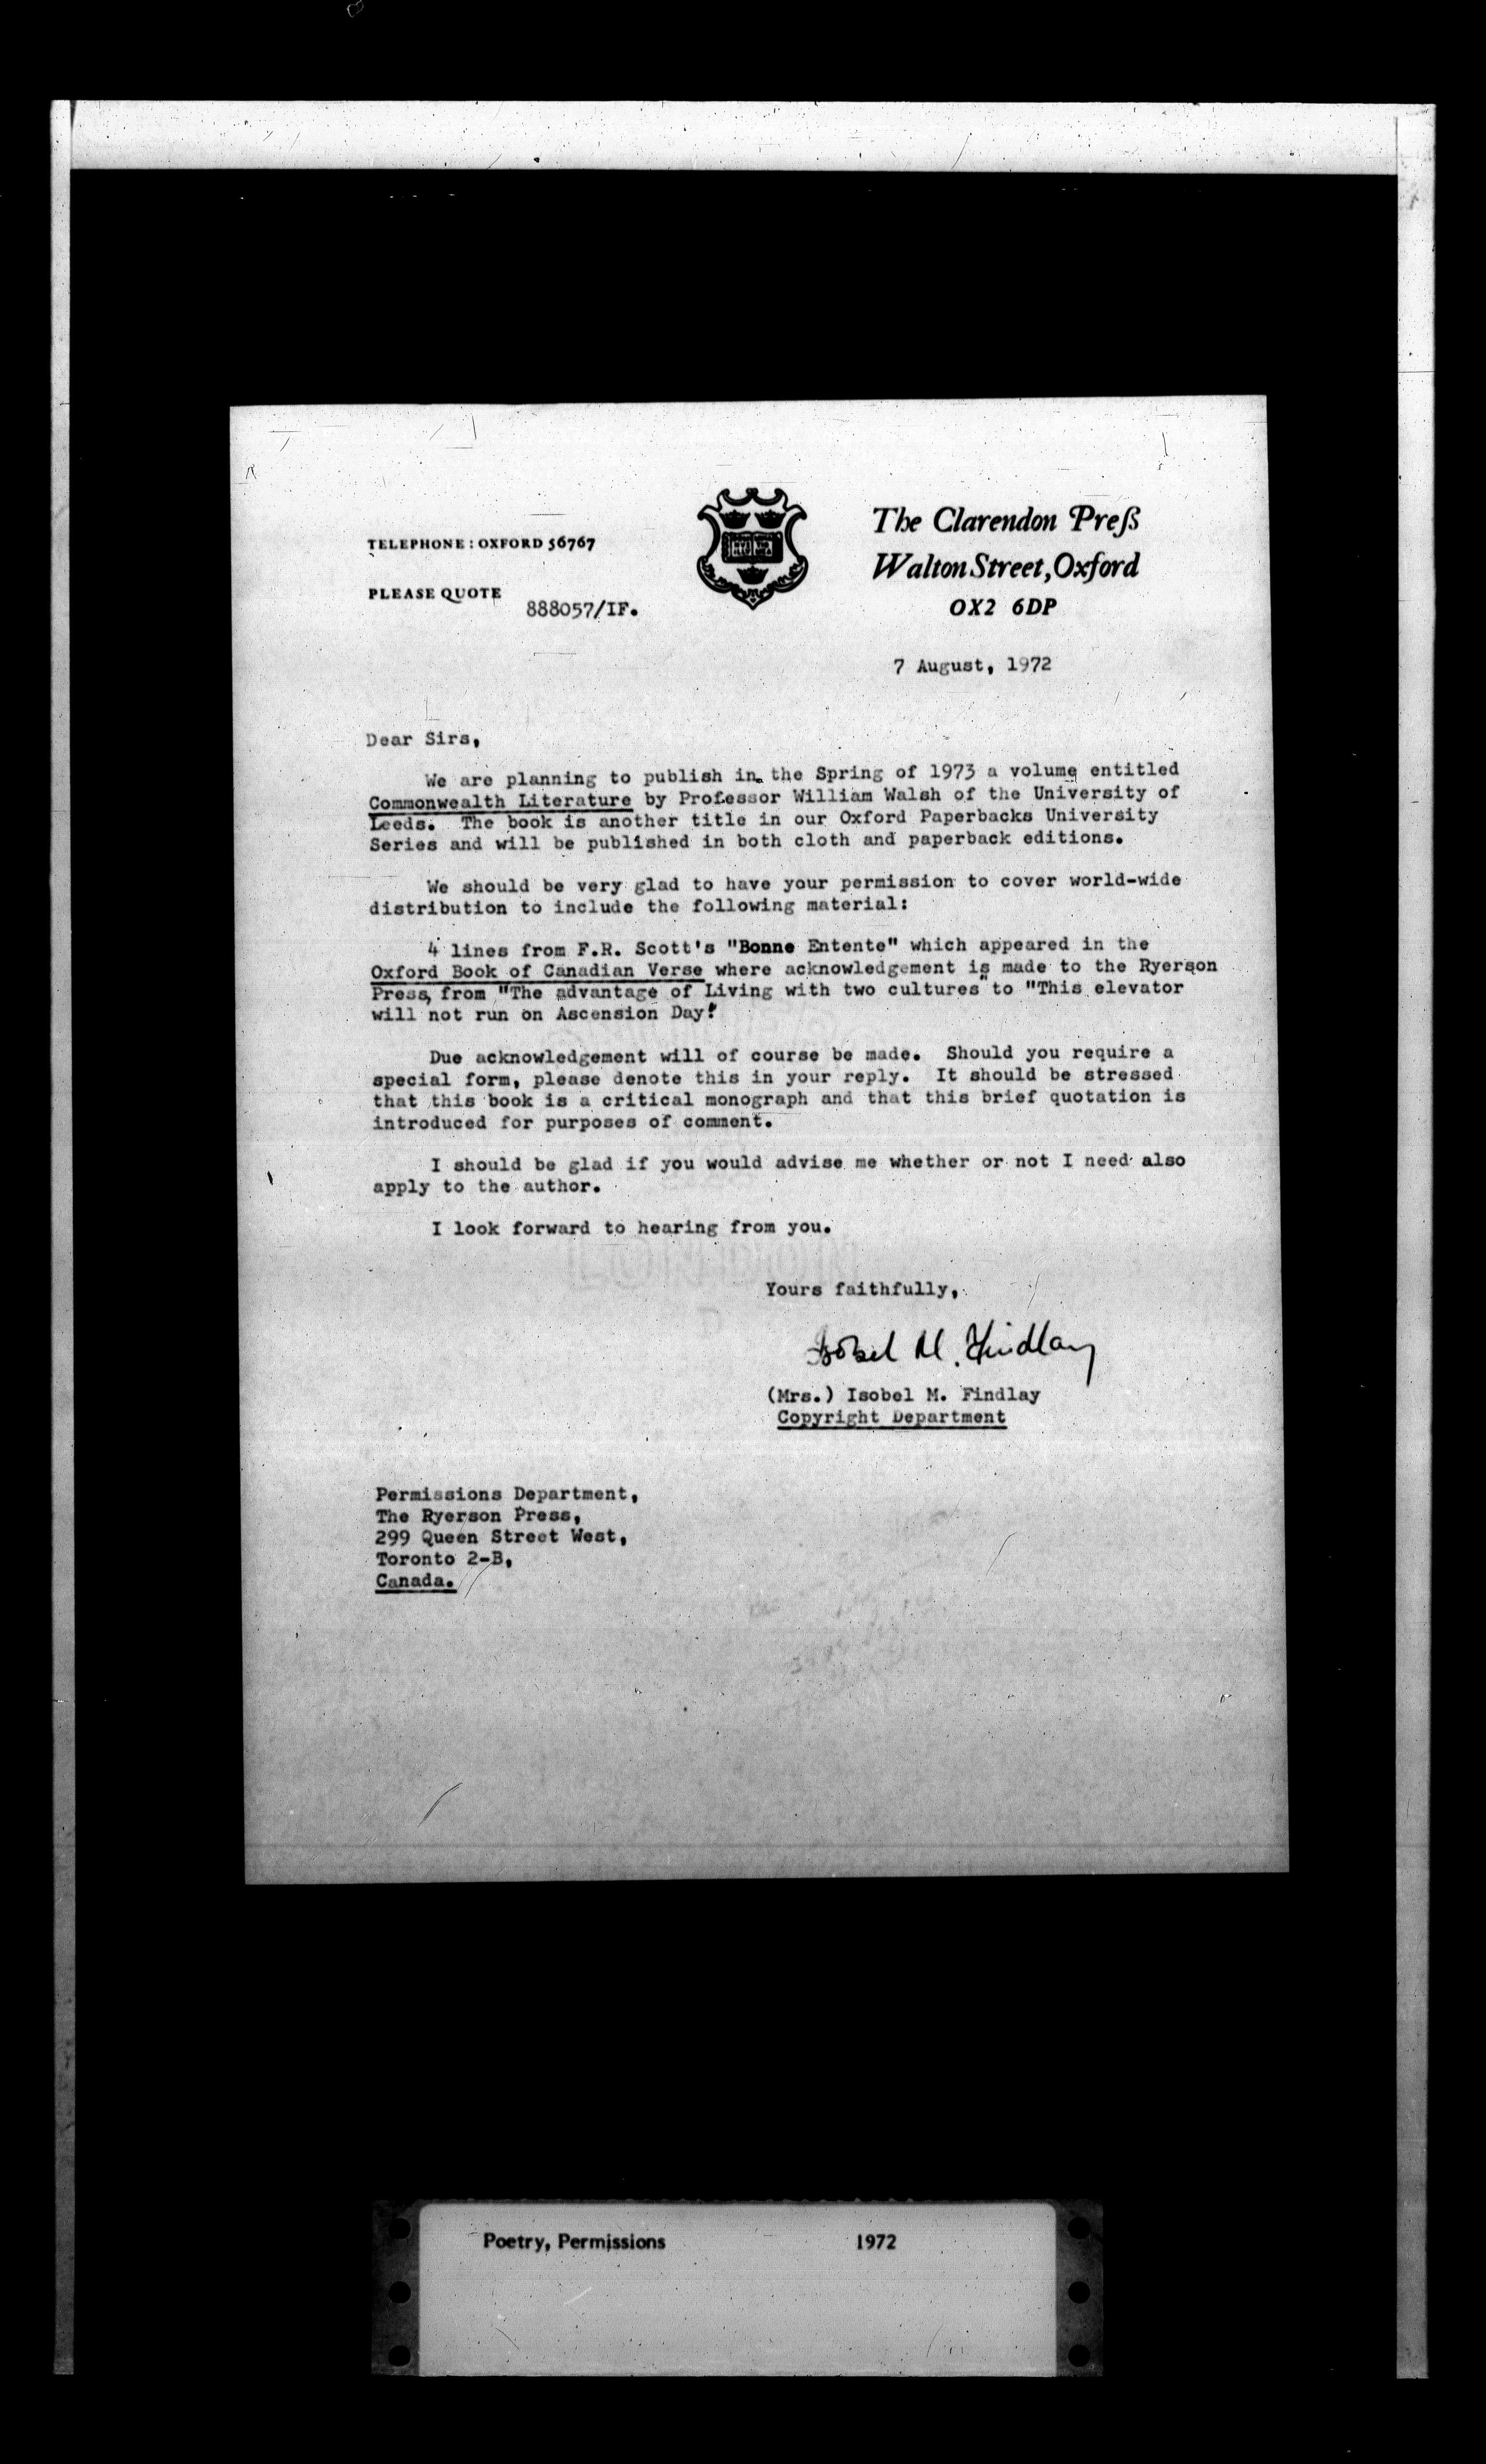 TELEPHONE : OXFORD 56767
PLEASE QUOTE
888057/IF.
The Clarendon Preß
Walton Street, Oxford
OX2 6DP
7 August, 1972
Dear Sirs,
We are planning to publish in the Spring of 1973 a volume entitled
Commonwealth Literature by Professor William Walsh of the University of
Leeds. The book is another title in our Oxford Paperbacks University
Series and will be published in both cloth and paperback editions.
We should be very glad to have your permission to cover world-wide
distribution to include the following material:
4 lines from F.R. Scott's "Bonne Entente" which appeared in the
Oxford Book of Canadian Verse where acknowledgement is made to the Ryerson
Press, from "The advantage of Living with two cultures" to "This elevator
will not run on Ascension Day!
Due acknowledgement will of course be made. Should you require a
special form, please denote this in your reply. It should be stressed
that this book is a critical monograph and that this brief quotation is
introduced for purposes of comment.
I should be glad if you would advise me whether or not I need also
apply to the author.
I look forward to hearing from you.
LONDON
Yours faithfully,
Isobel M. Findlay
(Mrs.) Isobel M. Findlay
Copyright Department
Permissions Department,
The Ryerson Press,
299 Queen Street West,
Toronto 2-B,
Canada.
Poetry, Permissions 1972